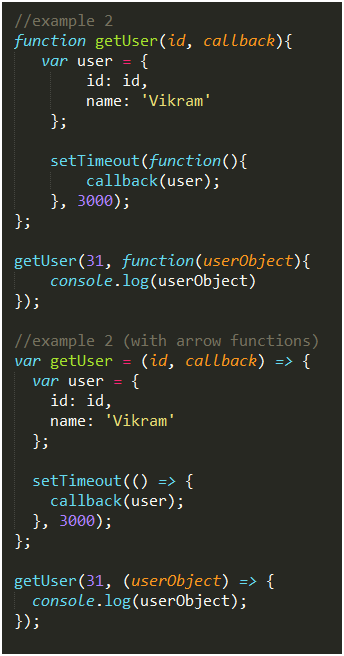 //example 2
function getUser(id, callback){
   var user = {
        id: id,
        name: 'Vikram'
    };

    setTimeout(function(){
        callback(user);
    }, 3000);
};

getUser(31, function(userObject){
    console.log(userObject)
});

//example 2 (with arrow functions)
var getUser = (id, callback) => {
  var user = {
    id: id,
    name: 'Vikram'
  };

  setTimeout(() => {
    callback(user);
  }, 3000);
};

getUser(31, (userObject) => {
  console.log(userObject);
});